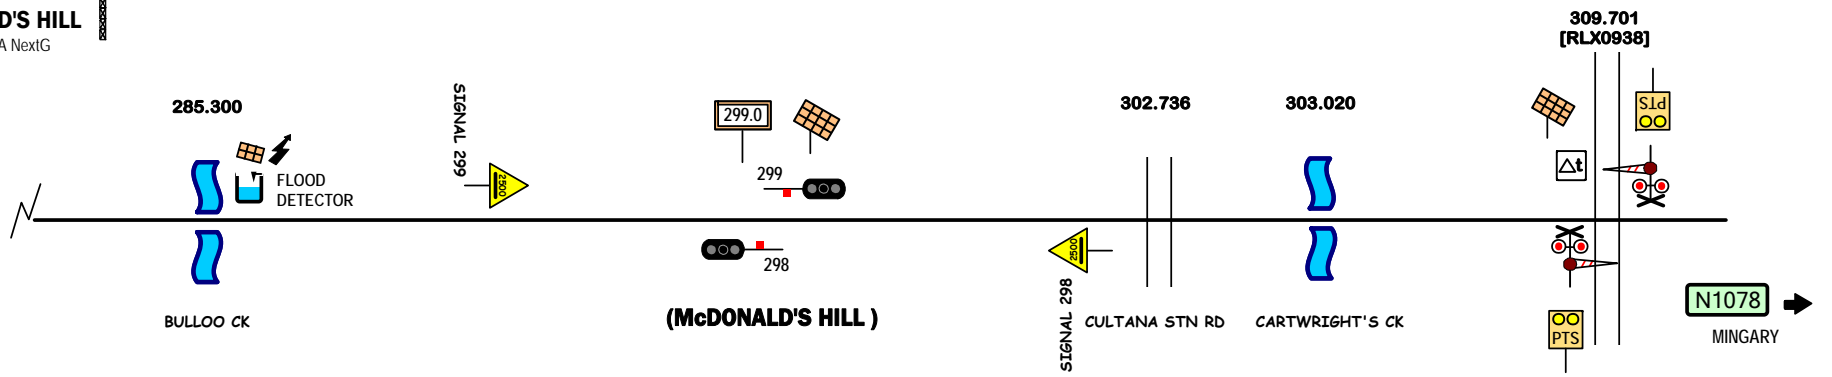 D'S HILL
A NextG
285.300
FLOOD
DETECTOR
BULLOO CK
SIGNAL 299
2500
299.0
299
298
(McDONALD'S HILL )
2500
SIGNAL 298
302.736
CULTANA STN RD
303.020
CARTWRIGHT'S CK
309.701
[RLX0938]
PTS
Δt
PTS
N1078
MINGARY